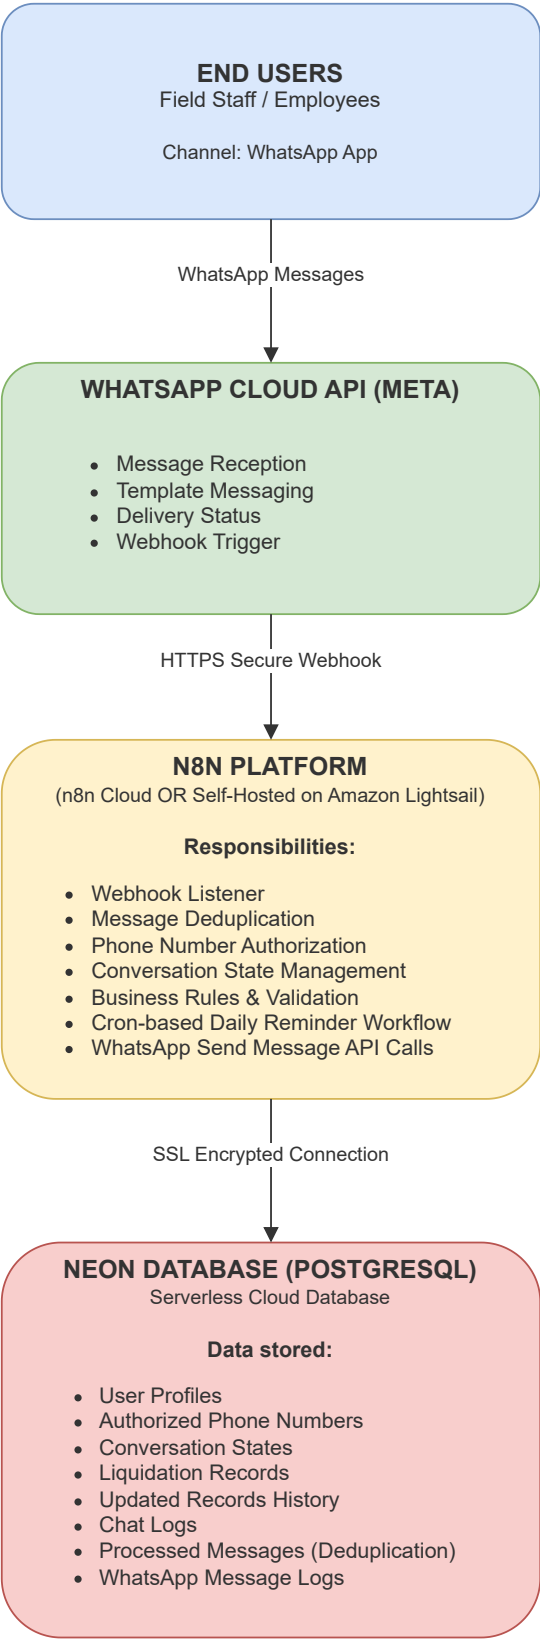 END USERS
Field Staff / Employees
Channel: WhatsApp App
WhatsApp Messages
WHATSAPP CLOUD API (META)
• Message Reception
• Template Messaging
• Delivery Status
• Webhook Trigger
HTTPS Secure Webhook
N8N PLATFORM
(n8n Cloud OR Self-Hosted on Amazon Lightsail)
Responsibilities:
• Webhook Listener
• Message Deduplication
• Phone Number Authorization
• Conversation State Management
• Business Rules & Validation
• Cron-based Daily Reminder Workflow
• WhatsApp Send Message API Calls
SSL Encrypted Connection
NEON DATABASE (POSTGRESQL)
Serverless Cloud Database
Data stored:
• User Profiles
• Authorized Phone Numbers
• Conversation States
• Liquidation Records
• Updated Records History
• Chat Logs
• Processed Messages (Deduplication)
• WhatsApp Message Logs